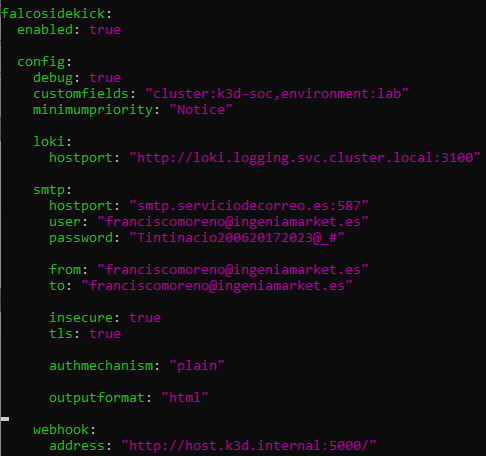 falcosidekick:
  enabled: true
  config:
    debug: true
    customfields: "cluster:k3d-soc,environment:lab"
    minimumpriority: "Notice"
    loki:
      hostport: "http://loki.logging.svc.cluster.local:3100"
    smtp:
      hostport: "smtp.serviciodecorreo.es:587"
      user: "franciscomoreno@ingeniamarket.es"
      password: "Tintinacio200620172023@_#"
      from: "franciscomoreno@ingeniamarket.es"
      to: "franciscomoreno@ingeniamarket.es"
      insecure: true
      tls: true
      authmechanism: "plain"
      outputformat: "html"
    webhook:
      address: "http://host.k3d.internal:5000/"